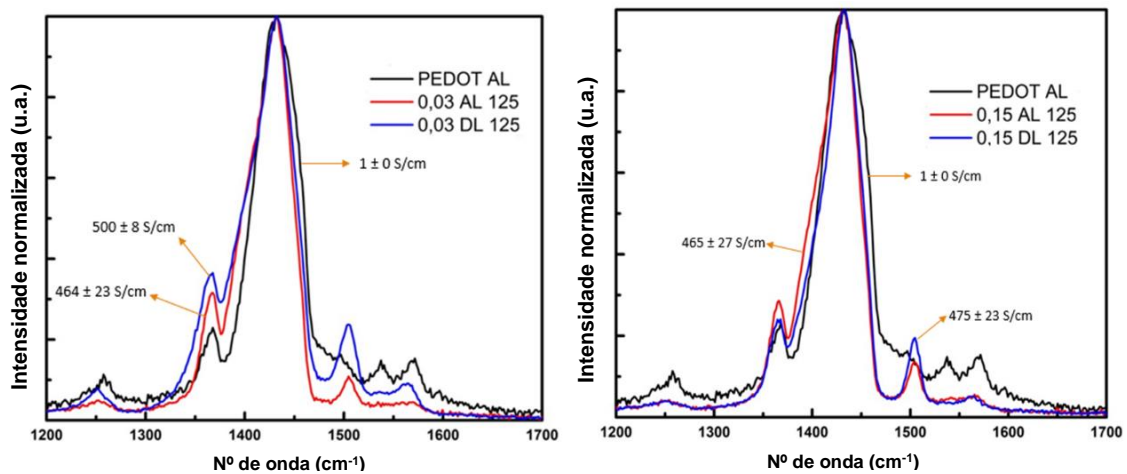 Intensidade normalizada (u.a.)
PEDOT AL
0,03 AL 125
0,03 DL 125
1 ± 0 S/cm
500 ± 8 S/cm
464 ± 23 S/cm
1200 1300 1400 1500 1600 1700
Nº de onda (cm⁻¹)
Intensidade normalizada (u.a.)
PEDOT AL
0,15 AL 125
0,15 DL 125
1 ± 0 S/cm
465 ± 27 S/cm
475 ± 23 S/cm
1200 1300 1400 1500 1600 1700
Nº de onda (cm⁻¹)